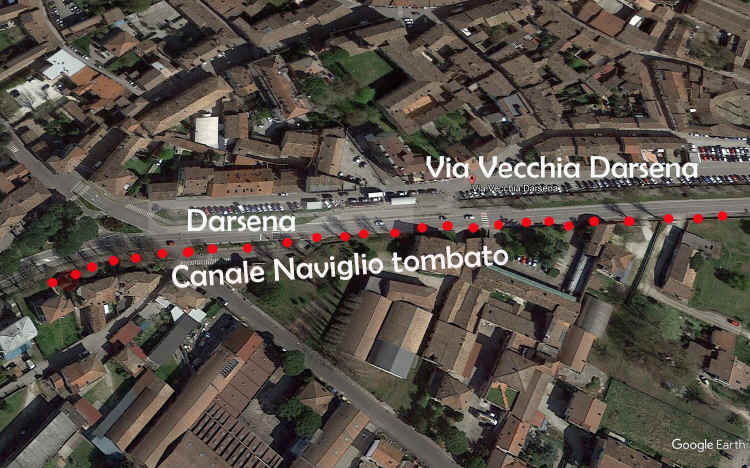 Via Vecchia Darsena
Via Vecchia Darsena
Darsena
Canale Naviglio tombato
Google Earth